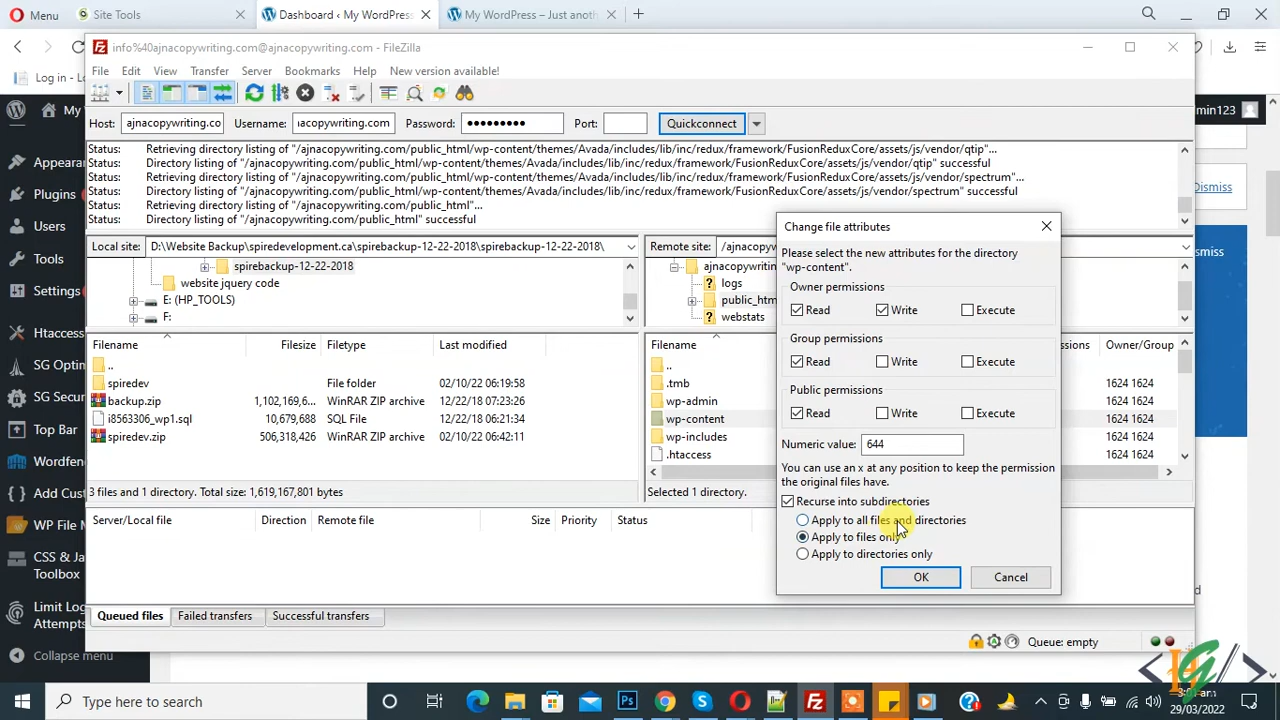 Menu
Site Tools
Dashboard ‹ My WordPress
My WordPress – Just anoth
Log in - Lo
info%40ajnacopywriting.com@ajnacopywriting.com - FileZilla
File Edit View Transfer Server Bookmarks Help New version available!
Host: ajnacopywriting.co Username: acopywriting.com Password: ●●●●●●●●● Port: Quickconnect
Status: Retrieving directory listing of "/ajnacopywriting.com/public_html/wp-content/themes/Avada/includes/lib/inc/redux/framework/FusionReduxCore/assets/js/vendor/qtip"...
Status: Directory listing of "/ajnacopywriting.com/public_html/wp-content/themes/Avada/includes/lib/inc/redux/framework/FusionReduxCore/assets/js/vendor/qtip" successful
Status: Retrieving directory listing of "/ajnacopywriting.com/public_html/wp-content/themes/Avada/includes/lib/inc/redux/framework/FusionReduxCore/assets/js/vendor/spectrum"...
Status: Directory listing of "/ajnacopywriting.com/public_html/wp-content/themes/Avada/includes/lib/inc/redux/framework/FusionReduxCore/assets/js/vendor/spectrum" successful
Status: Retrieving directory listing of "/ajnacopywriting.com/public_html"...
Status: Directory listing of "/ajnacopywriting.com/public_html" successful
Local site: D:\Website Backup\spiredevelopment.ca\spirebackup-12-22-2018\spirebackup-12-22-2018\
spirebackup-12-22-2018
website jquery code
E: (HP_TOOLS)
F:
Filename Filesize Filetype Last modified
..
spiredev File folder 02/10/22 06:19:58
backup.zip 1,102,169,6... WinRAR ZIP archive 12/22/18 07:23:26
i8563306_wp1.sql 10,679,688 SQL File 12/22/18 06:21:34
spiredev.zip 506,318,426 WinRAR ZIP archive 02/10/22 06:42:11
3 files and 1 directory. Total size: 1,619,167,801 bytes
Remote site: /ajnacopyw
ajnacopywritin
logs
public_htm
webstats
Filename
..
.tmb
wp-admin
wp-content
wp-includes
.htaccess
Selected 1 directory.
ssions Owner/Group
1624 1624
1624 1624
1624 1624
1624 1624
1624 1624
Change file attributes
Please select the new attributes for the directory
"wp-content".
Owner permissions
Read Write Execute
Group permissions
Read Write Execute
Public permissions
Read Write Execute
Numeric value: 644
You can use an x at any position to keep the permission
the original files have.
Recurse into subdirectories
Apply to all files and directories
Apply to files only
Apply to directories only
OK Cancel
Server/Local file Direction Remote file Size Priority Status
Queued files Failed transfers Successful transfers
Queue: empty
My
Appearan
Plugins
Users
Tools
Settings
Htaccess
SG Optim
SG Secur
Top Bar
Wordfen
Add Cust
WP File M
CSS & Ja
Toolbox
Limit Log
Attempts
Collapse menu
min123
Dismiss
ismiss
d
Type here to search
29/03/2022